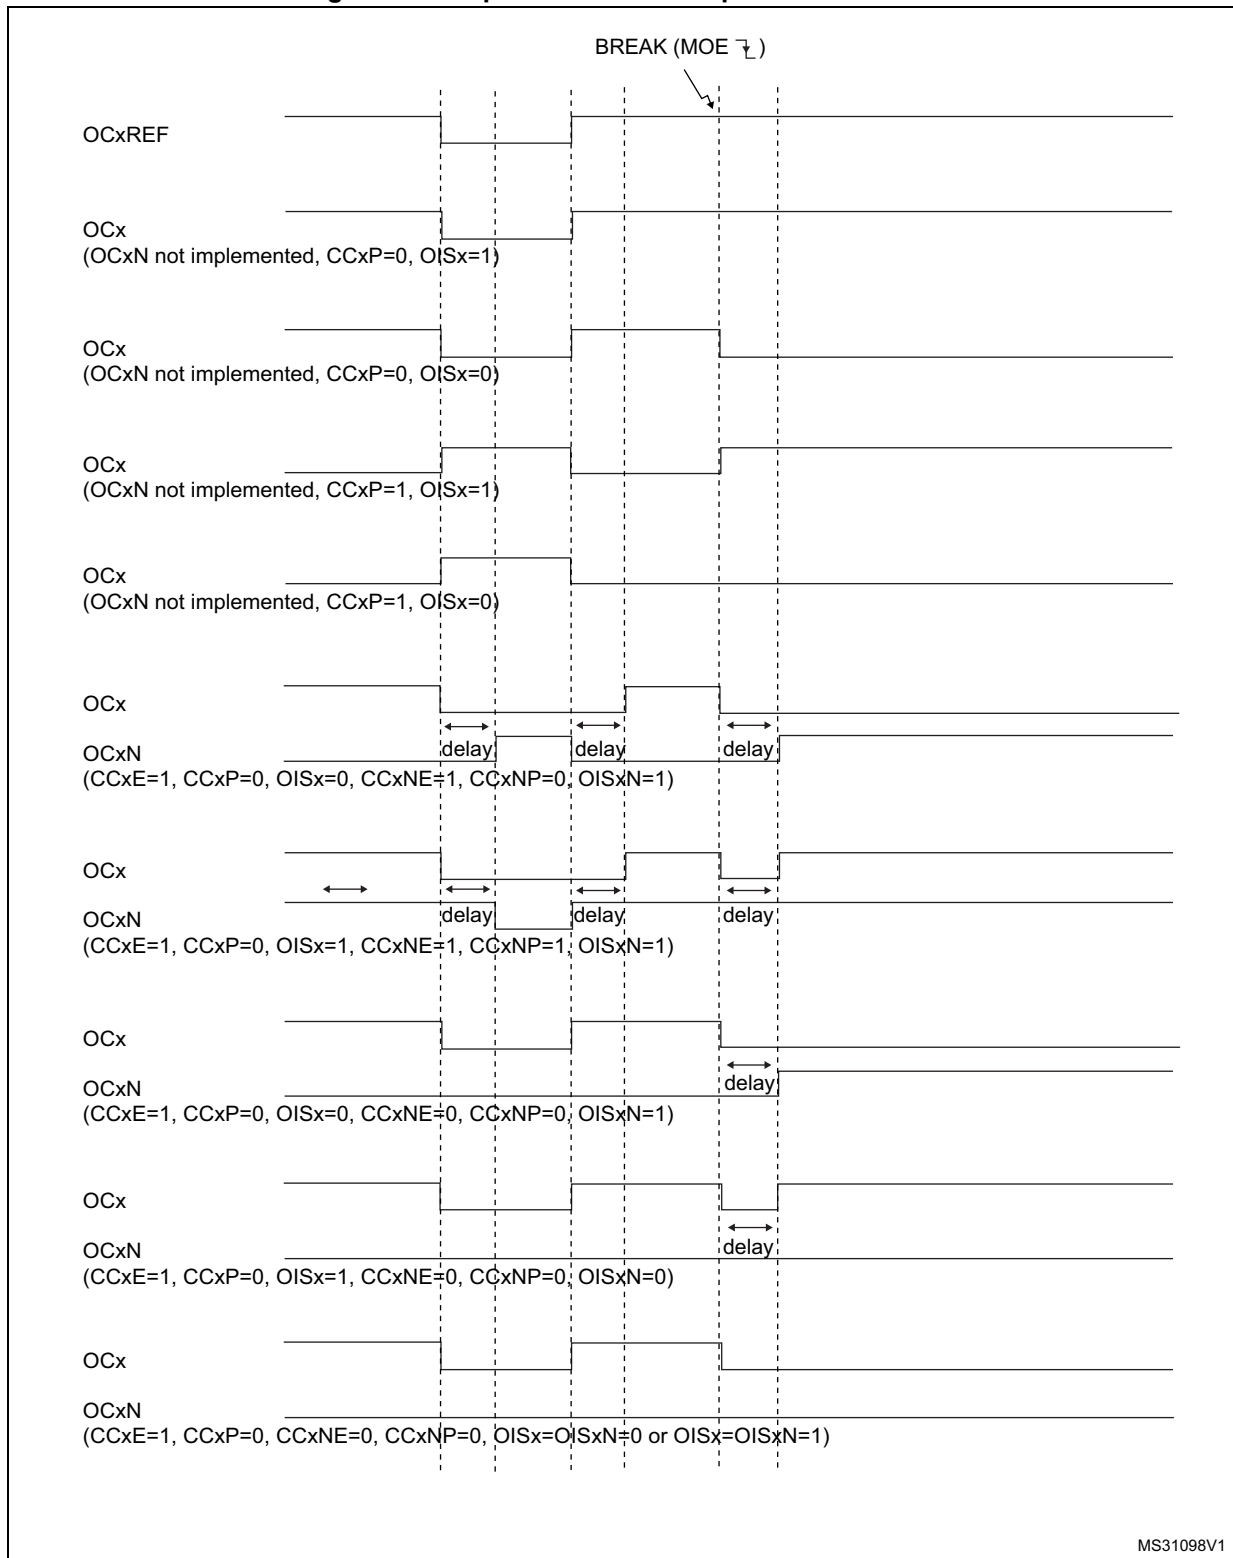 BREAK (MOE )
OCxREF
OCx
(OCxN not implemented, CCxP=0, OISx=1)
OCx
(OCxN not implemented, CCxP=0, OISx=0)
OCx
(OCxN not implemented, CCxP=1, OISx=1)
OCx
(OCxN not implemented, CCxP=1, OISx=0)
OCx
OCxN delay delay delay
(CCxE=1, CCxP=0, OISx=0, CCxNE=1, CCxNP=0, OISxN=1)
OCx
OCxN delay delay delay
(CCxE=1, CCxP=0, OISx=1, CCxNE=1, CCxNP=1, OISxN=1)
OCx
OCxN delay
(CCxE=1, CCxP=0, OISx=0, CCxNE=0, CCxNP=0, OISxN=1)
OCx
OCxN delay
(CCxE=1, CCxP=0, OISx=1, CCxNE=0, CCxNP=0, OISxN=0)
OCx
OCxN
(CCxE=1, CCxP=0, CCxNE=0, CCxNP=0, OISx=OISxN=0 or OISx=OISxN=1)
MS31098V1